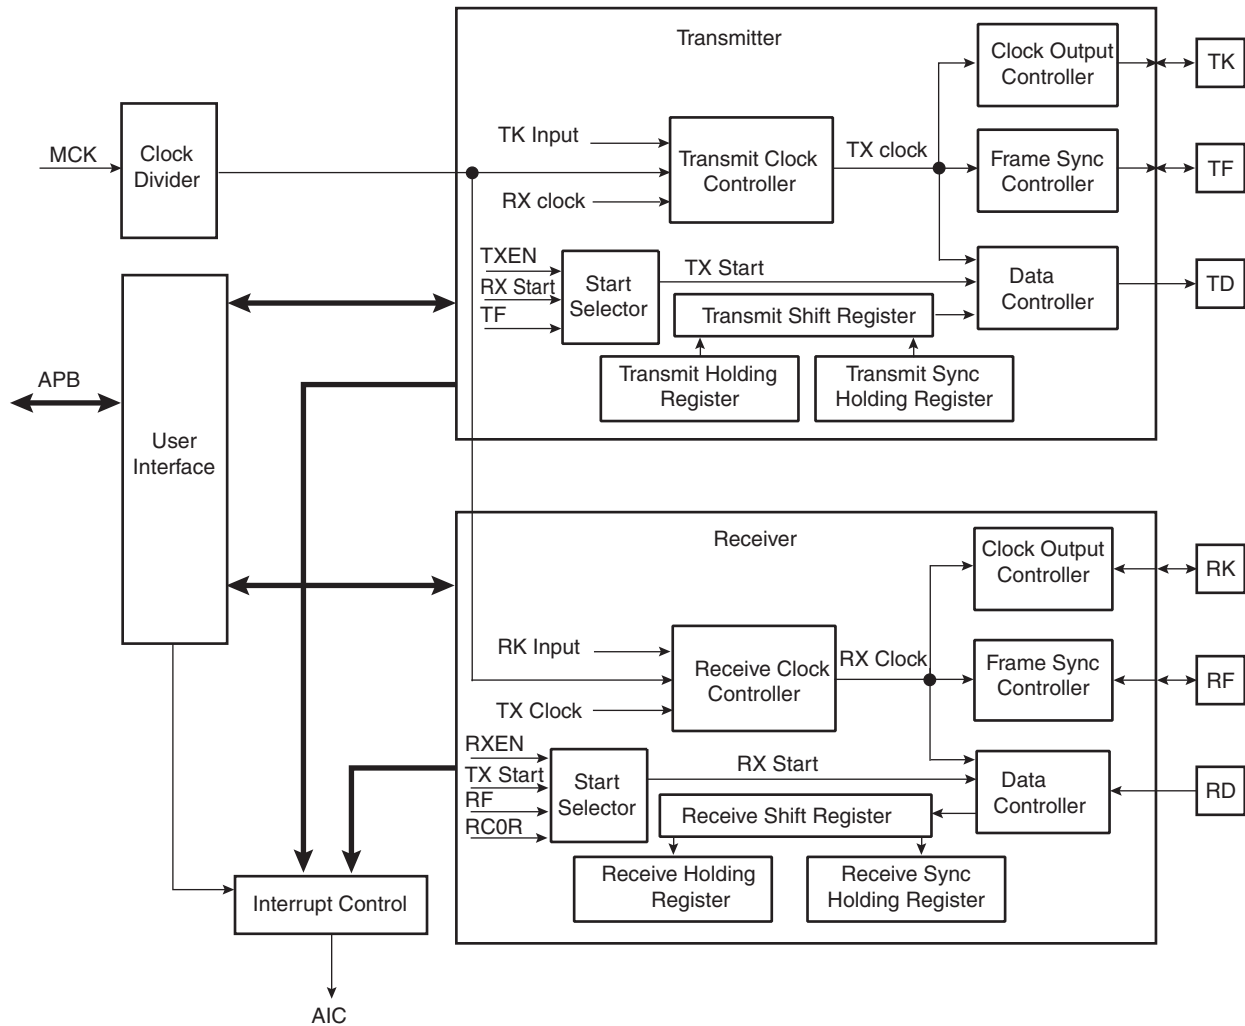 Transmitter
Clock Output
Controller
TK
MCK
Clock
Divider
TK Input
Transmit Clock
Controller
TX clock
Frame Sync
Controller
TF
RX clock
TXEN
RX Start
TF
Start
Selector
TX Start
Data
Controller
TD
Transmit Shift Register
Transmit Holding
Register
Transmit Sync
Holding Register
APB
User
Interface
Receiver
Clock Output
Controller
RK
RK Input
Receive Clock
Controller
RX Clock
Frame Sync
Controller
RF
TX Clock
RXEN
TX Start
RF
RC0R
Start
Selector
RX Start
Data
Controller
RD
Receive Shift Register
Receive Holding
Register
Receive Sync
Holding Register
Interrupt Control
AIC